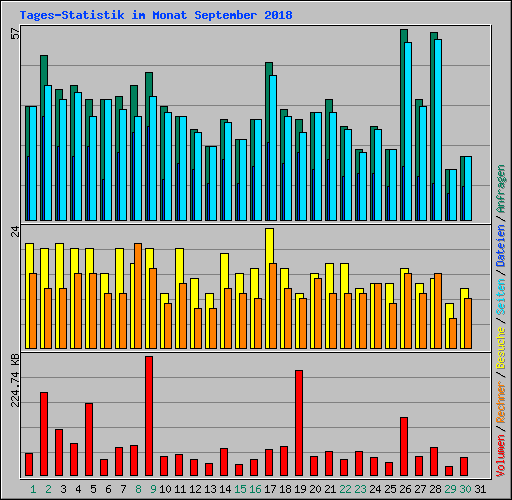 Tages-Statistik im Monat September 2018
57
24
224.74 KB
Volumen / Rechner / Besuche / Seiten / Dateien / Anfragen
1 2 3 4 5 6 7 8 9 10 11 12 13 14 15 16 17 18 19 20 21 22 23 24 25 26 27 28 29 30 31